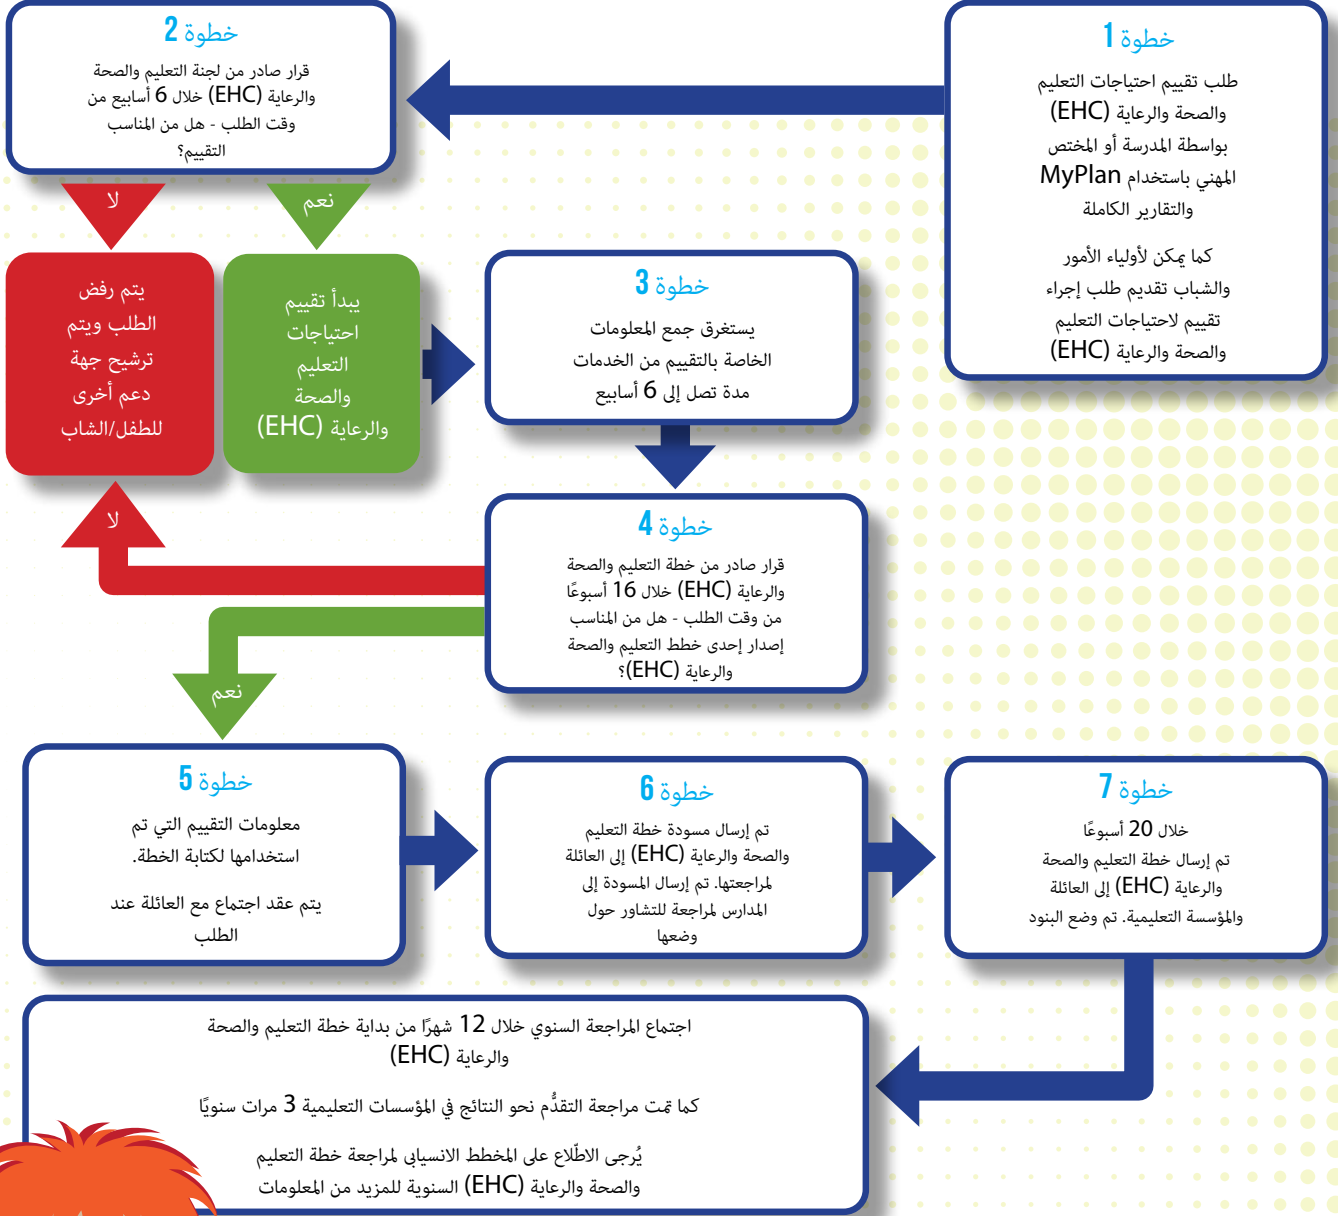 خطوة 1
طلب تقييم احتياجات التعليم
والصحة والرعاية (EHC)
بواسطة المدرسة أو المختص
المهني باستخدام MyPlan
والتقارير الكاملة
كما يمكن لأولياء الأمور
والشباب تقديم طلب إجراء
تقييم لاحتياجات التعليم
والصحة والرعاية (EHC)
خطوة 2
قرار صادر من لجنة التعليم والصحة
والرعاية (EHC) خلال 6 أسابيع من
وقت الطلب - هل من المناسب
التقييم؟
نعم
لا
يبدأ تقييم
احتياجات
التعليم
والصحة
والرعاية (EHC)
يتم رفض
الطلب ويتم
ترشيح جهة
دعم أخرى
للطفل/الشاب
خطوة 3
يستغرق جمع المعلومات
الخاصة بالتقييم من الخدمات
مدة تصل إلى 6 أسابيع
خطوة 4
قرار صادر من خطة التعليم والصحة
والرعاية (EHC) خلال 16 أسبوعًا
من وقت الطلب - هل من المناسب
إصدار إحدى خطط التعليم والصحة
والرعاية (EHC)؟
لا
نعم
خطوة 5
معلومات التقييم التي تم
استخدامها لكتابة الخطة.
يتم عقد اجتماع مع العائلة عند
الطلب
خطوة 6
تم إرسال مسودة خطة التعليم
والصحة والرعاية (EHC) إلى العائلة
لمراجعتها. تم إرسال المسودة إلى
المدارس لمراجعة للتشاور حول
وضعها
خطوة 7
خلال 20 أسبوعًا
تم إرسال خطة التعليم والصحة
والرعاية (EHC) إلى العائلة
والمؤسسة التعليمية. تم وضع البنود
اجتماع المراجعة السنوي خلال 12 شهرًا من بداية خطة التعليم والصحة
والرعاية (EHC)
كما تمت مراجعة التقدُّم نحو النتائج في المؤسسات التعليمية 3 مرات سنويًا
يُرجى الاطّلاع على المخطط الانسيابي لمراجعة خطة التعليم
والصحة والرعاية (EHC) السنوية للمزيد من المعلومات